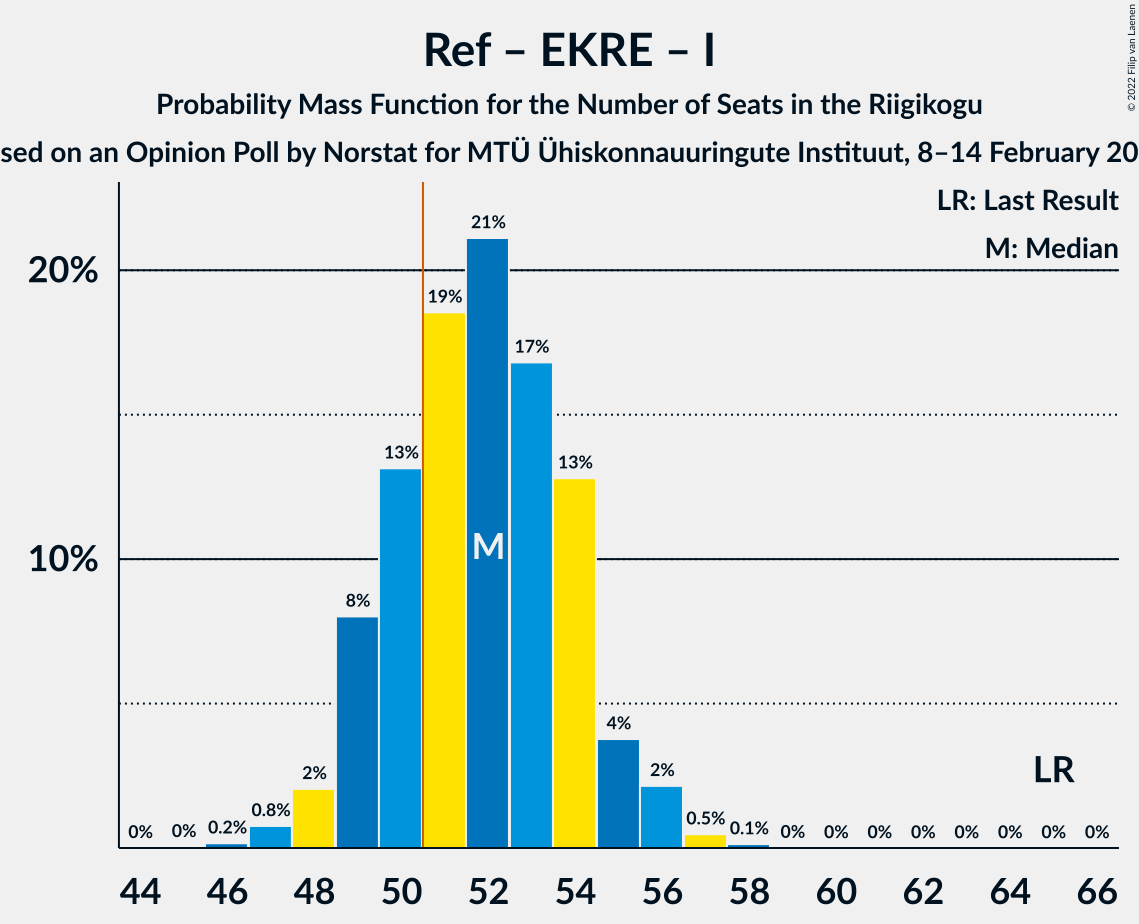 Ref – EKRE – I
Probability Mass Function for the Number of Seats in the Riigikogu
sed on an Opinion Poll by Norstat for MTÜ Ühiskonnauuringute Instituut, 8–14 February 20
© 2022 Filip van Laenen
LR: Last Result
M: Median
20%
10%
0%
0%
0.2%
0.8%
2%
8%
13%
19%
21%
17%
13%
4%
2%
0.5%
0.1%
0%
0%
0%
0%
0%
0%
0%
0%
M
LR
44 46 48 50 52 54 56 58 60 62 64 66